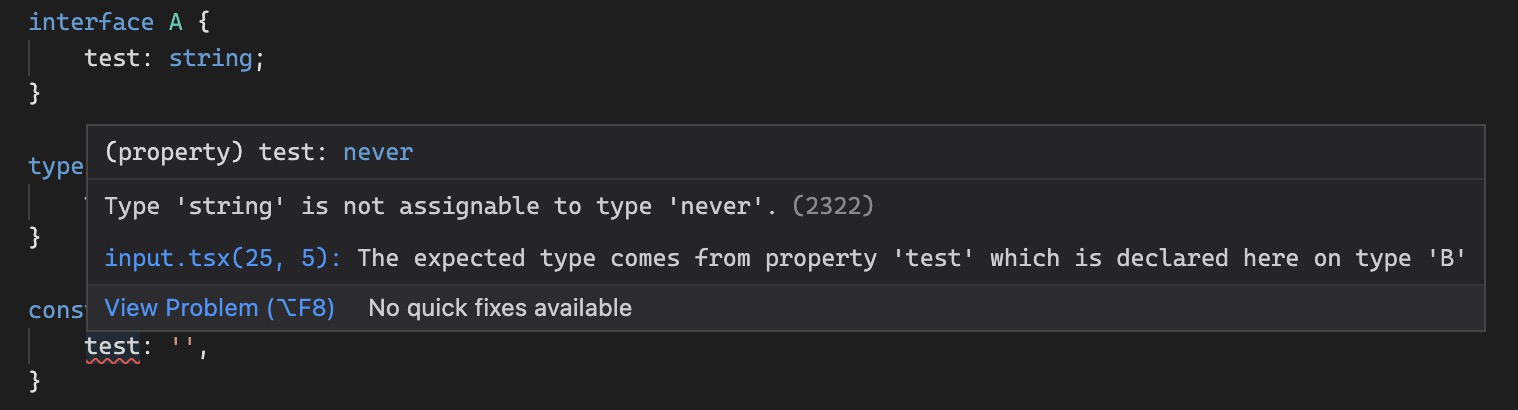 interface A {
test: string;
}
(property) test: never
type
Type 'string' is not assignable to type 'never'. (2322)
}
input.tsx(25, 5): The expected type comes from property 'test' which is declared here on type 'B'
cons
View Problem (⌥F8) No quick fixes available
test: '',
}